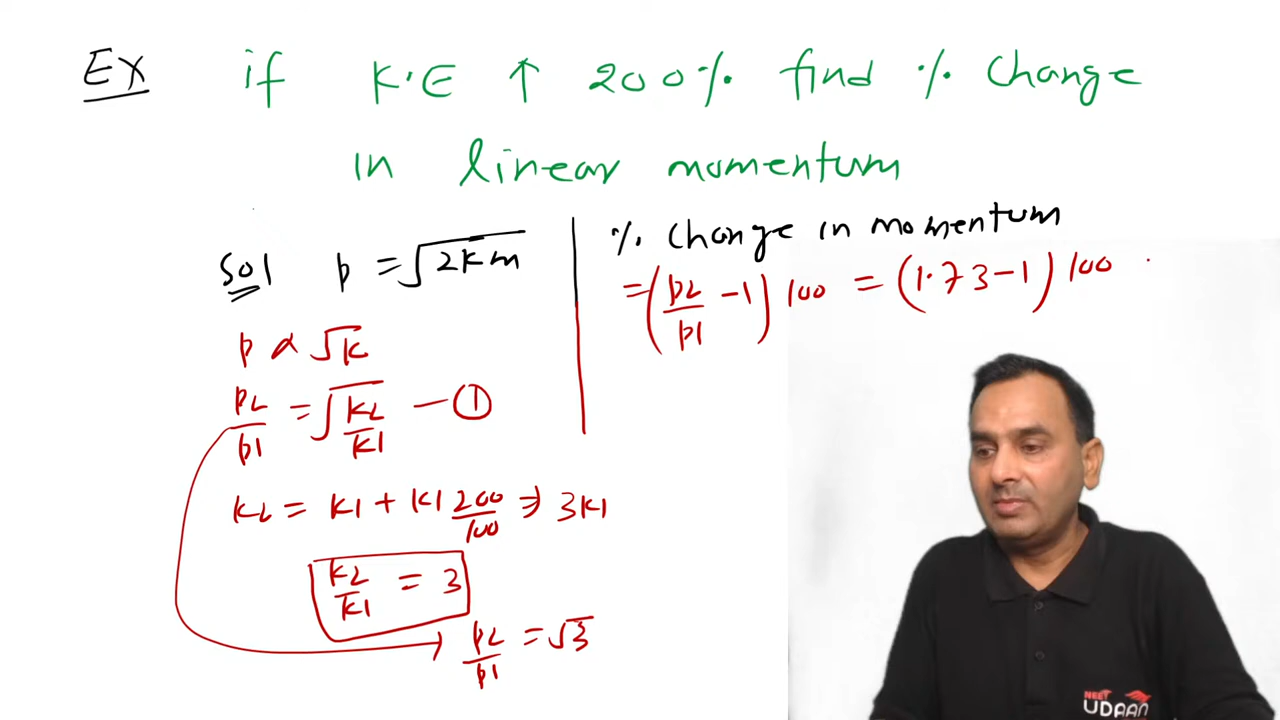 Ex if K.E ↑ 200% find % change
in linear momentum
Sol p = √2km
p ∝ √k
p2/p1 = √k2/k1 — ①
k2 = k1 + k1 200/100 ⇒ 3k1
k2/k1 = 3
p2/p1 = √3
% change in momentum
= (p2/p1 - 1) 100 = (1.73 - 1) 100
NEET
UDAAN